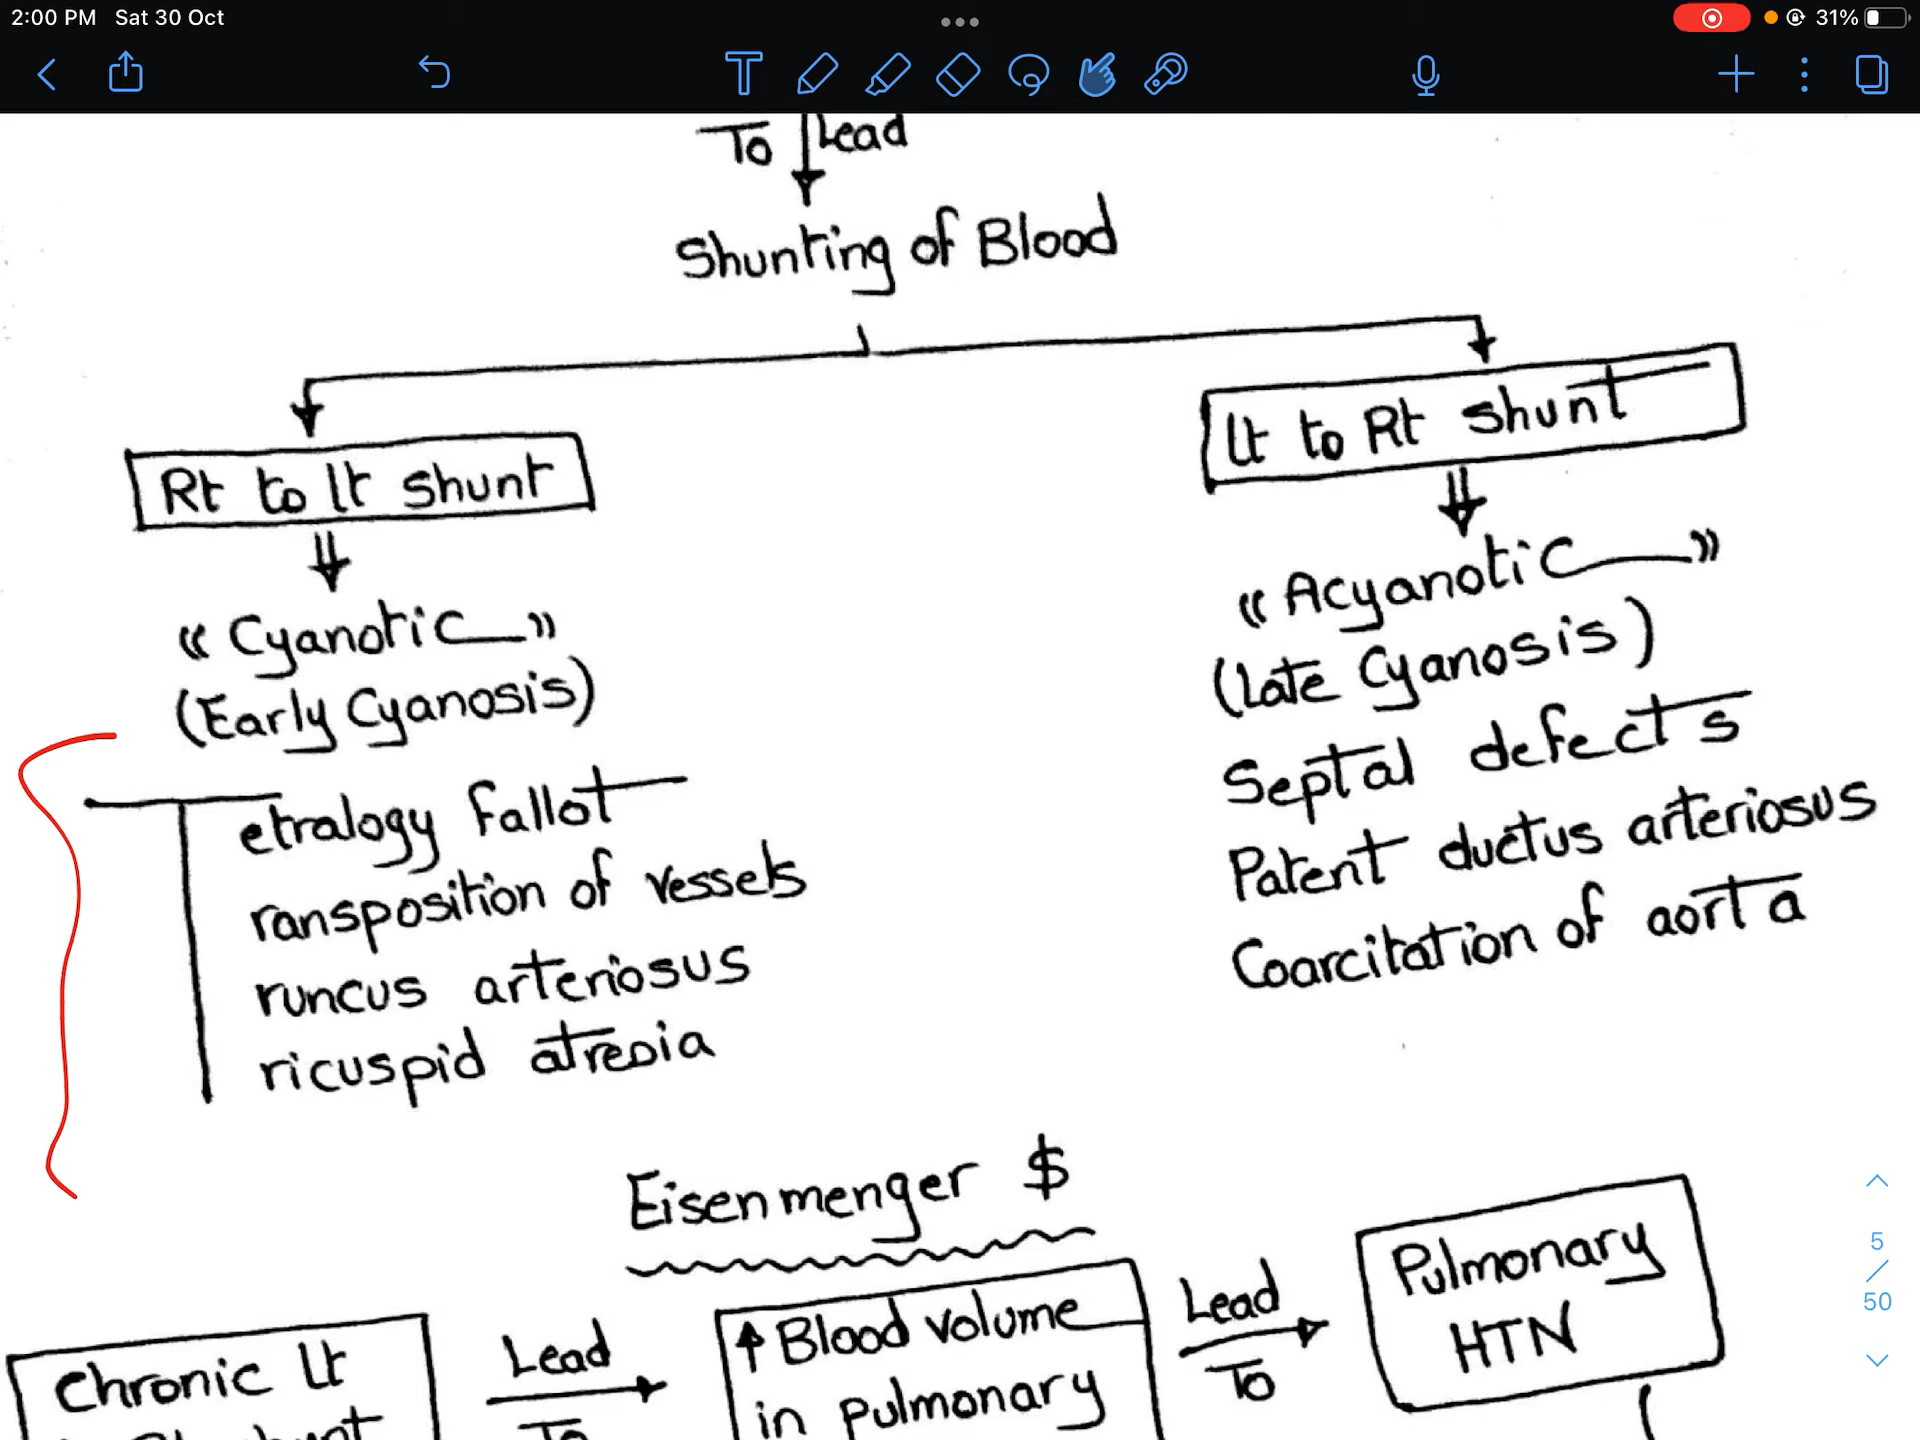 2:00 PM Sat 30 Oct
31%
To Lead
Shunting of Blood
Rt to lt shunt
Lt to Rt shunt
« Cyanotic »
(Early Cyanosis)
« Acyanotic »
(Late Cyanosis)
Septal defects
Patent ductus arteriosus
Coarcitation of aorta
T
etralogy fallot
ransposition of vessels
runcus arteriosus
ricuspid atresia
Eisenmenger $
Chronic Lt
Lead
To
↑ Blood volume
in pulmonary
Lead
To
Pulmonary
HTN
5
/
50